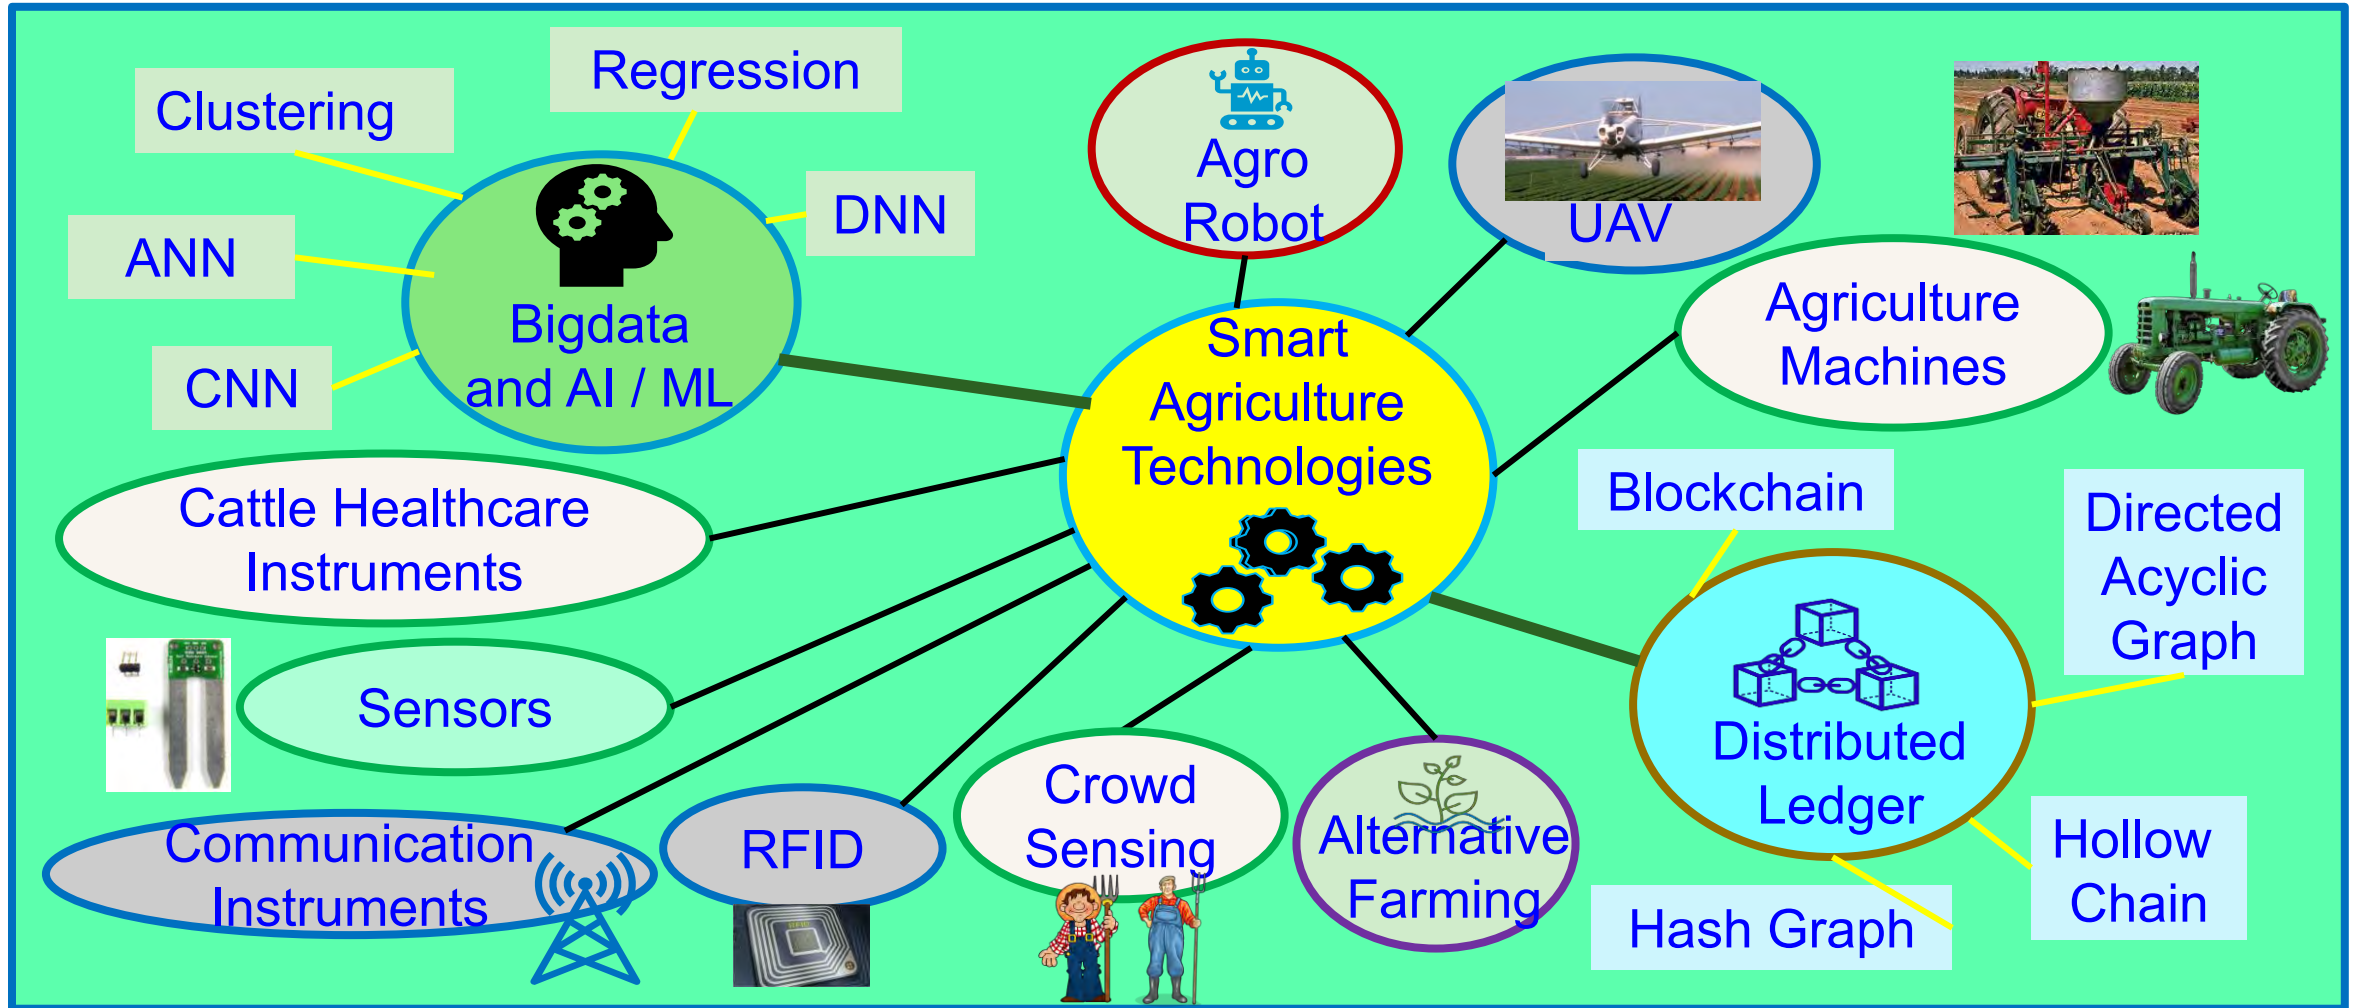 Regression
Clustering
DNN
ANN
CNN
Bigdata
and AI / ML
Agro
Robot
UAV
Agriculture
Machines
Smart
Agriculture
Technologies
Cattle Healthcare
Instruments
Sensors
Communication
Instruments
RFID
RFID
Crowd
Sensing
Alternative
Farming
Blockchain
Directed
Acyclic
Graph
Distributed
Ledger
Hollow
Chain
Hash Graph